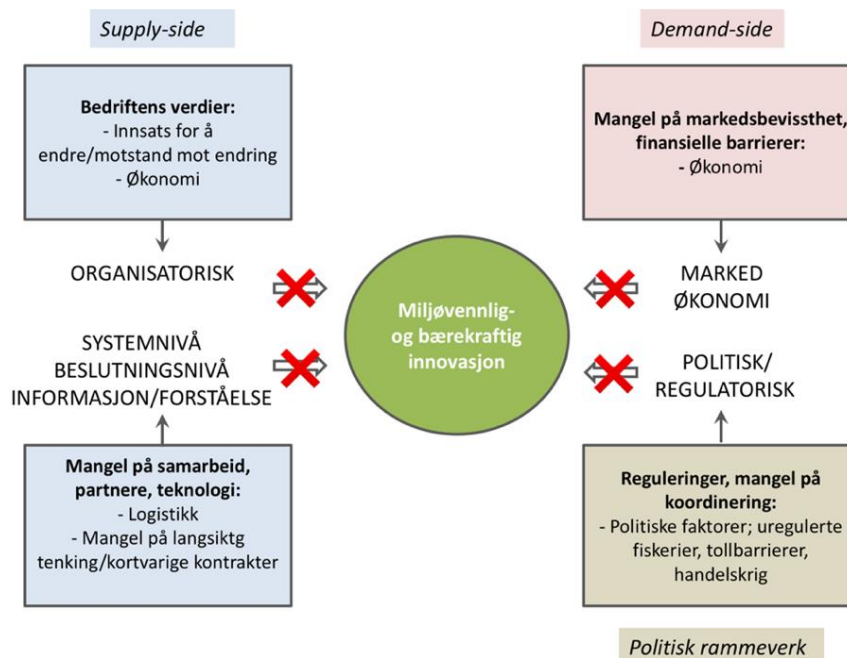 Supply-side
Demand-side
Bedriftens verdier:
- Innsats for å
endre/motstand mot endring
- Økonomi
Mangel på markedsbevissthet,
finansielle barrierer:
- Økonomi
ORGANISATORISK
MARKED
ØKONOMI
Miljøvennlig-
og bærekraftig
innovasjon
SYSTEMNIVÅ
BESLUTNINGSNIVÅ
INFORMASJON/FORSTÅELSE
POLITISK/
REGULATORISK
Mangel på samarbeid,
partnere, teknologi:
- Logistikk
- Mangel på langsiktg
tenking/kortvarige kontrakter
Reguleringer, mangel på
koordinering:
- Politiske faktorer; uregulerte
fiskerier, tollbarrierer,
handelskrig
Politisk rammeverk